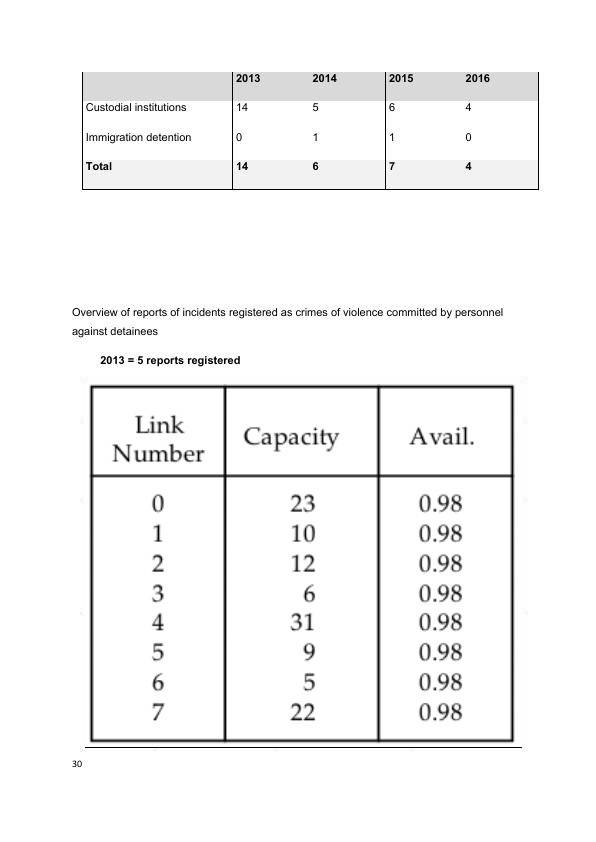 2013 2014 2015 2016
Custodial institutions 14 5 6 4
Immigration detention 0 1 1 0
Total 14 6 7 4
Overview of reports of incidents registered as crimes of violence committed by personnel
against detainees
2013 = 5 reports registered
Link
Number Capacity Avail.
0 23 0.98
1 10 0.98
2 12 0.98
3 6 0.98
4 31 0.98
5 9 0.98
6 5 0.98
7 22 0.98
30